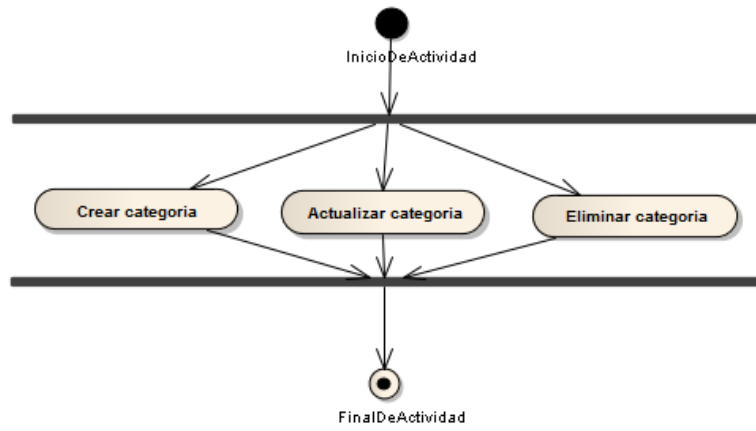 InicioDeActividad
Crear categoria
Actualizar categoria
Eliminar categoria
FinalDeActividad